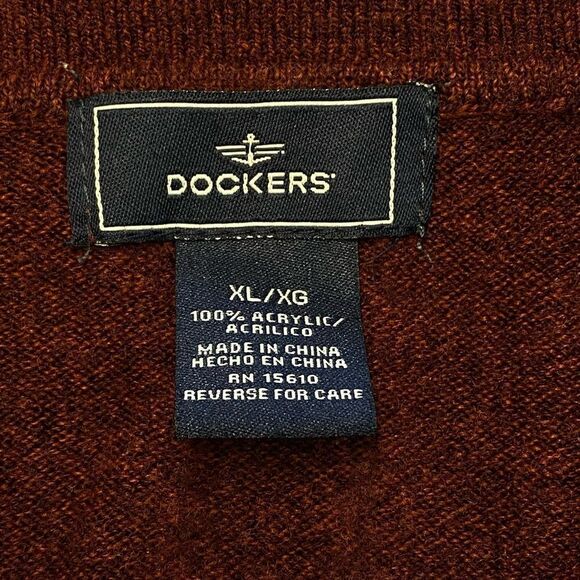 DOCKERS
XL/XG
100% ACRYLIC/
ACRILICO
MADE IN CHINA
HECHO EN CHINA
RN 15610
REVERSE FOR CARE